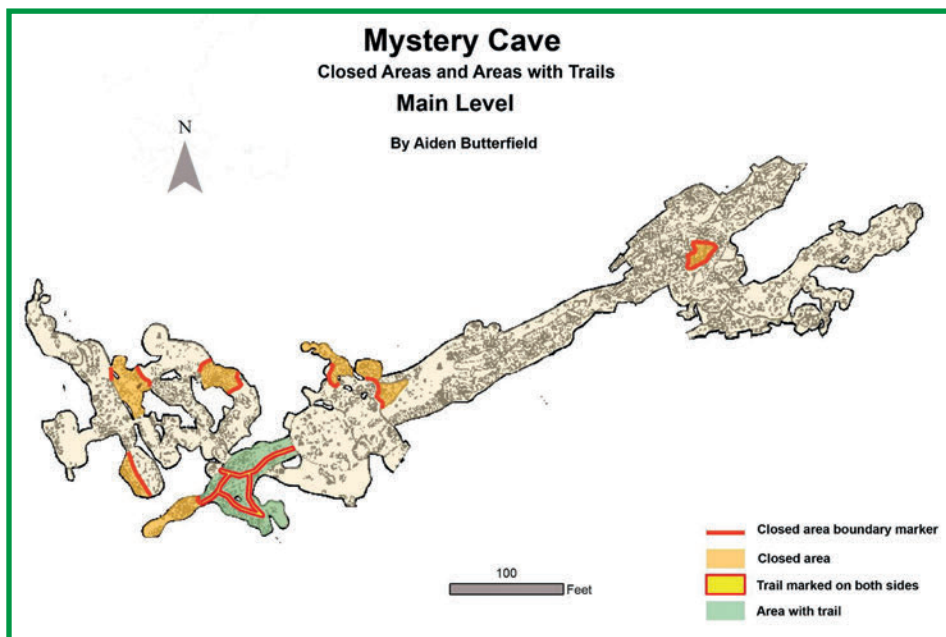 Mystery Cave
Closed Areas and Areas with Trails
Main Level
By Aiden Butterfield
N
Closed area boundary marker
Closed area
Trail marked on both sides
Area with trail
100
Feet